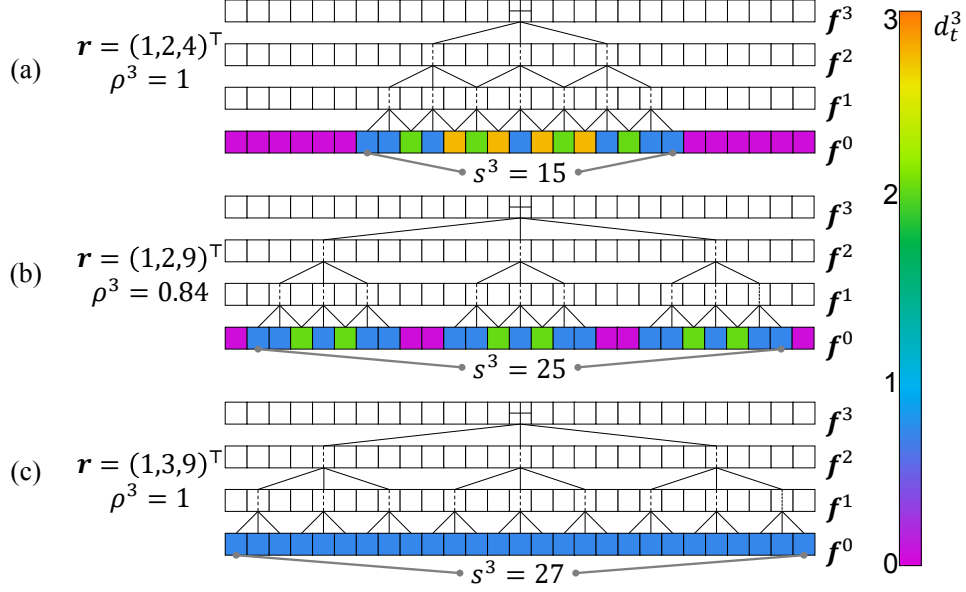 (a)
r = (1,2,4)ᵀ
ρ³ = 1
f³
f²
f¹
f⁰
s³ = 15
(b)
r = (1,2,9)ᵀ
ρ³ = 0.84
f³
f²
f¹
f⁰
s³ = 25
(c)
r = (1,3,9)ᵀ
ρ³ = 1
f³
f²
f¹
f⁰
s³ = 27
3
dₜ³
2
1
0